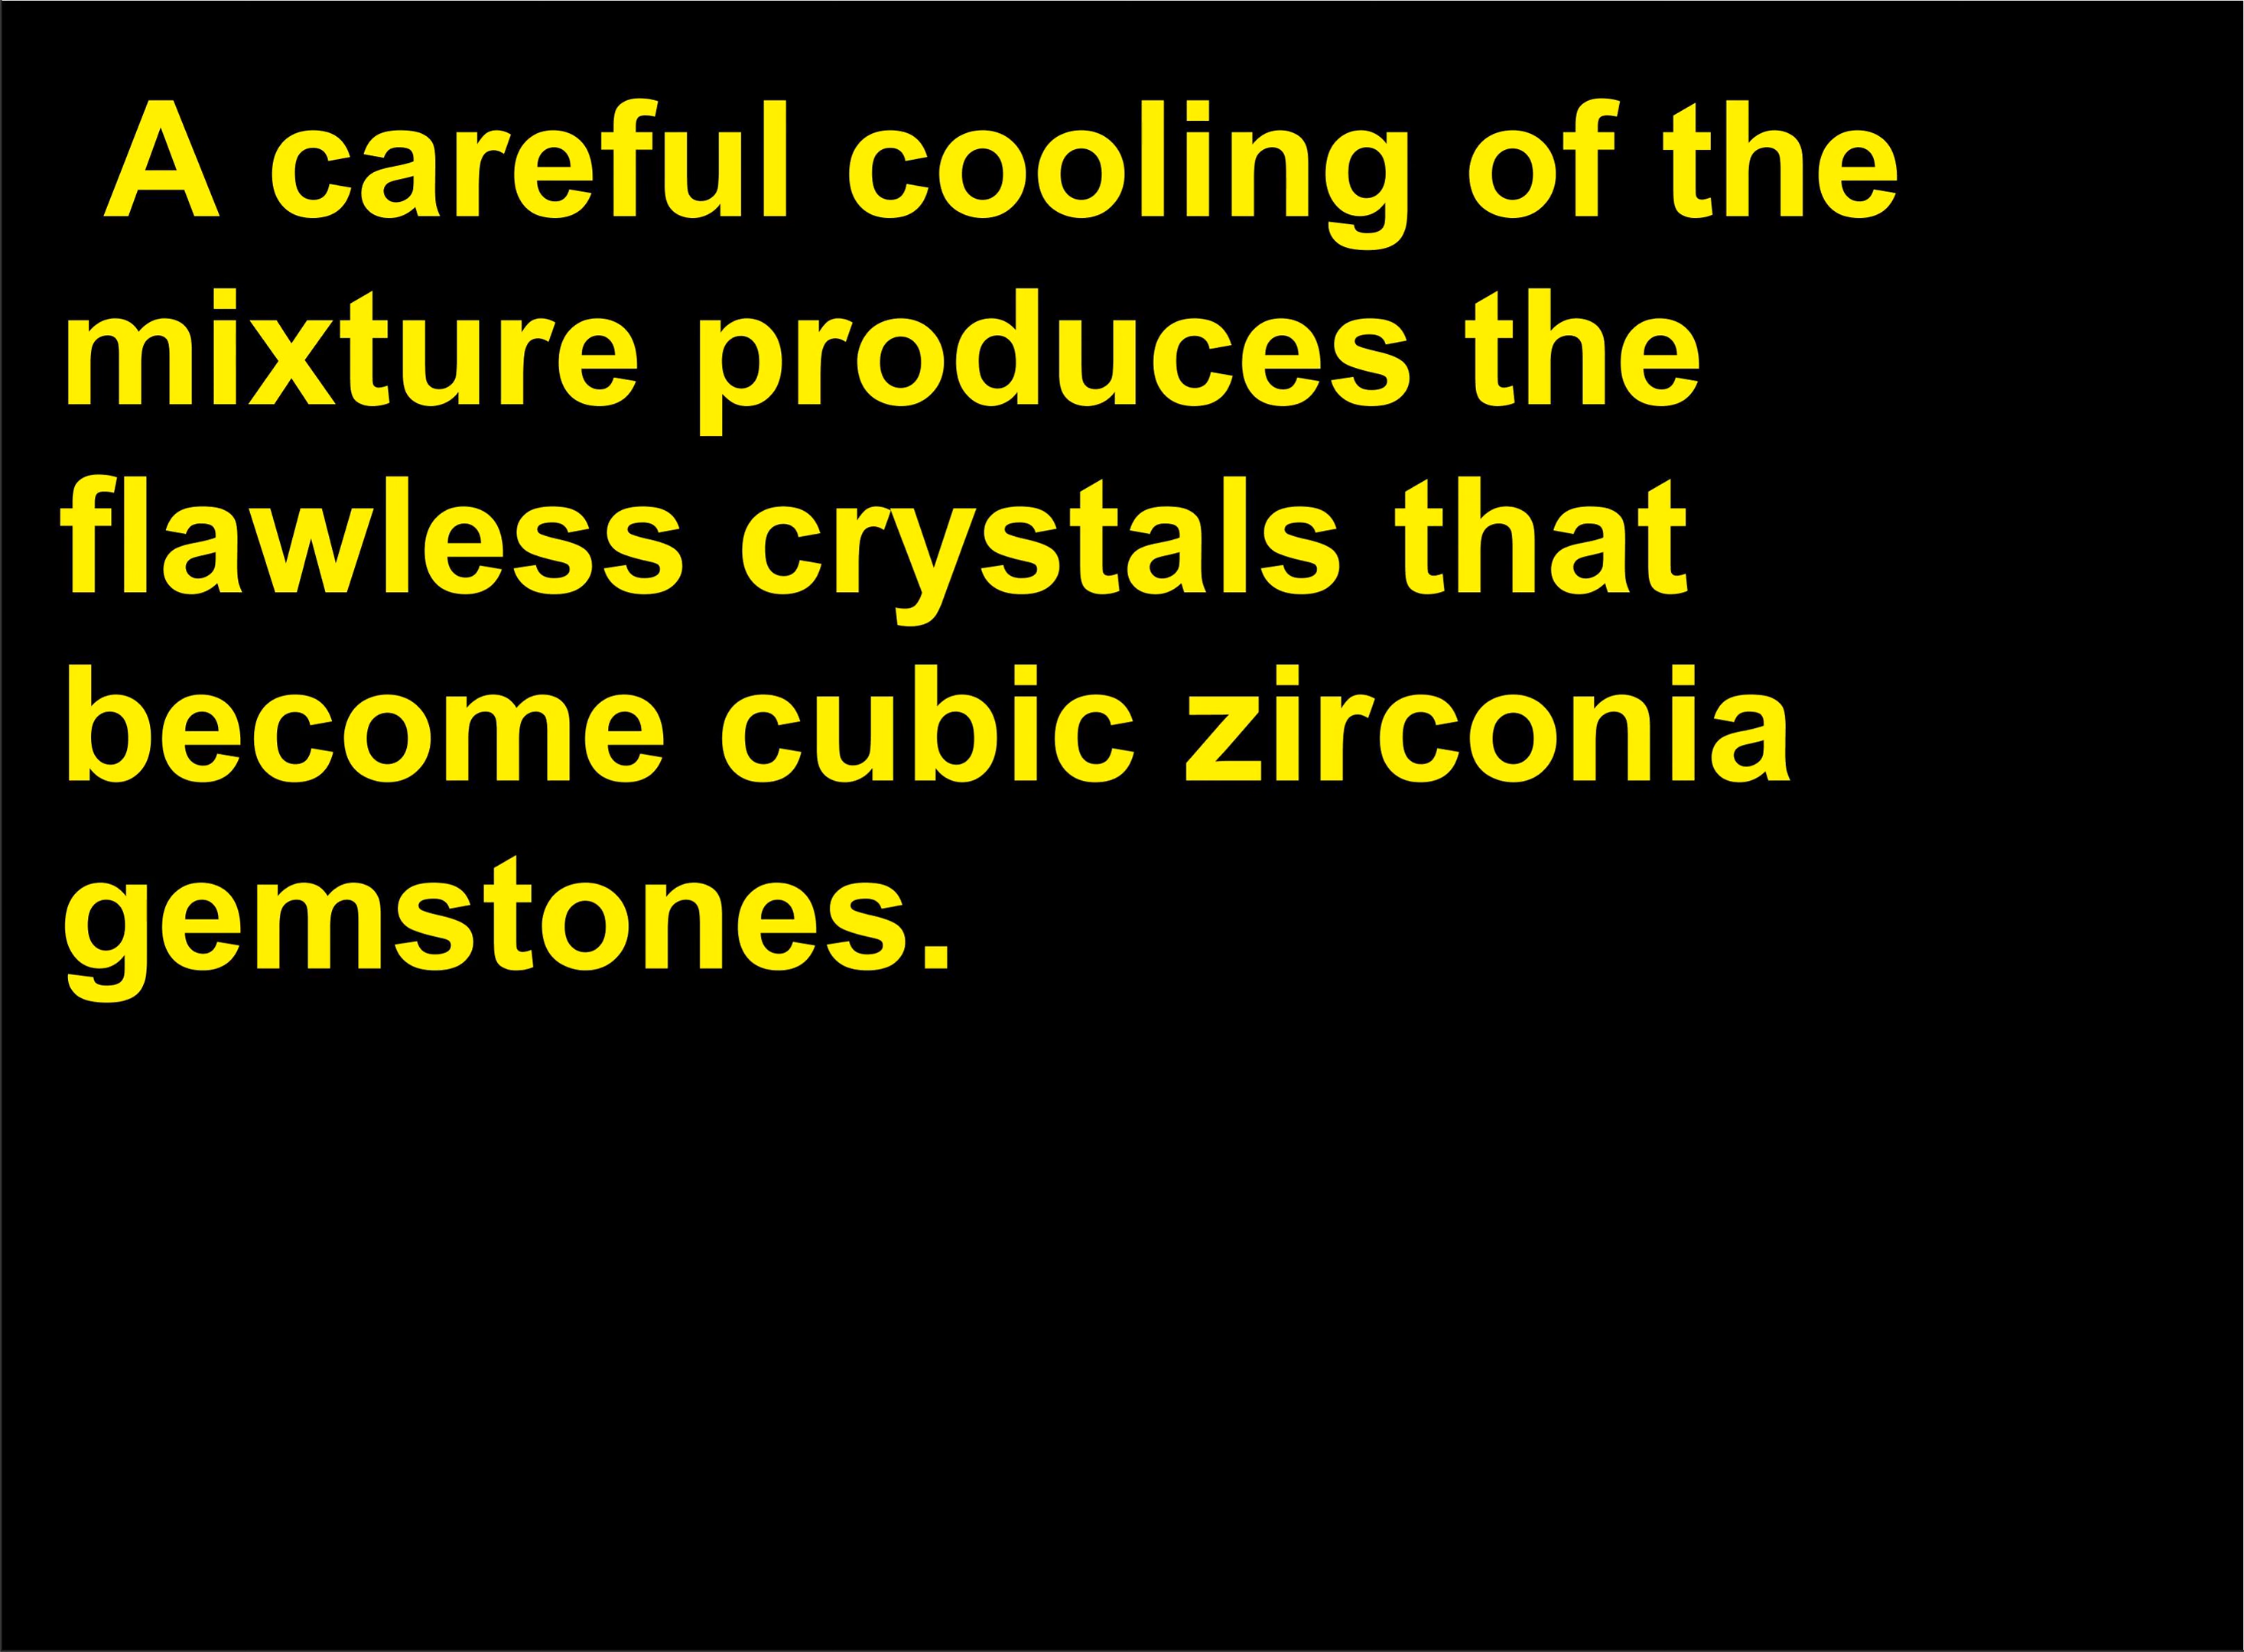 A careful cooling of the
mixture produces the
flawless crystals that
become cubic zirconia
gemstones.